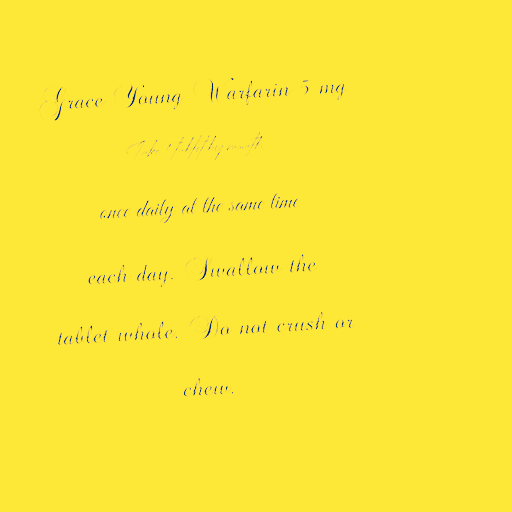 Grace Young Warfarin 5 mg
once daily at the same time
each day. Swallow the
tablet whole. Do not crush or
chew.